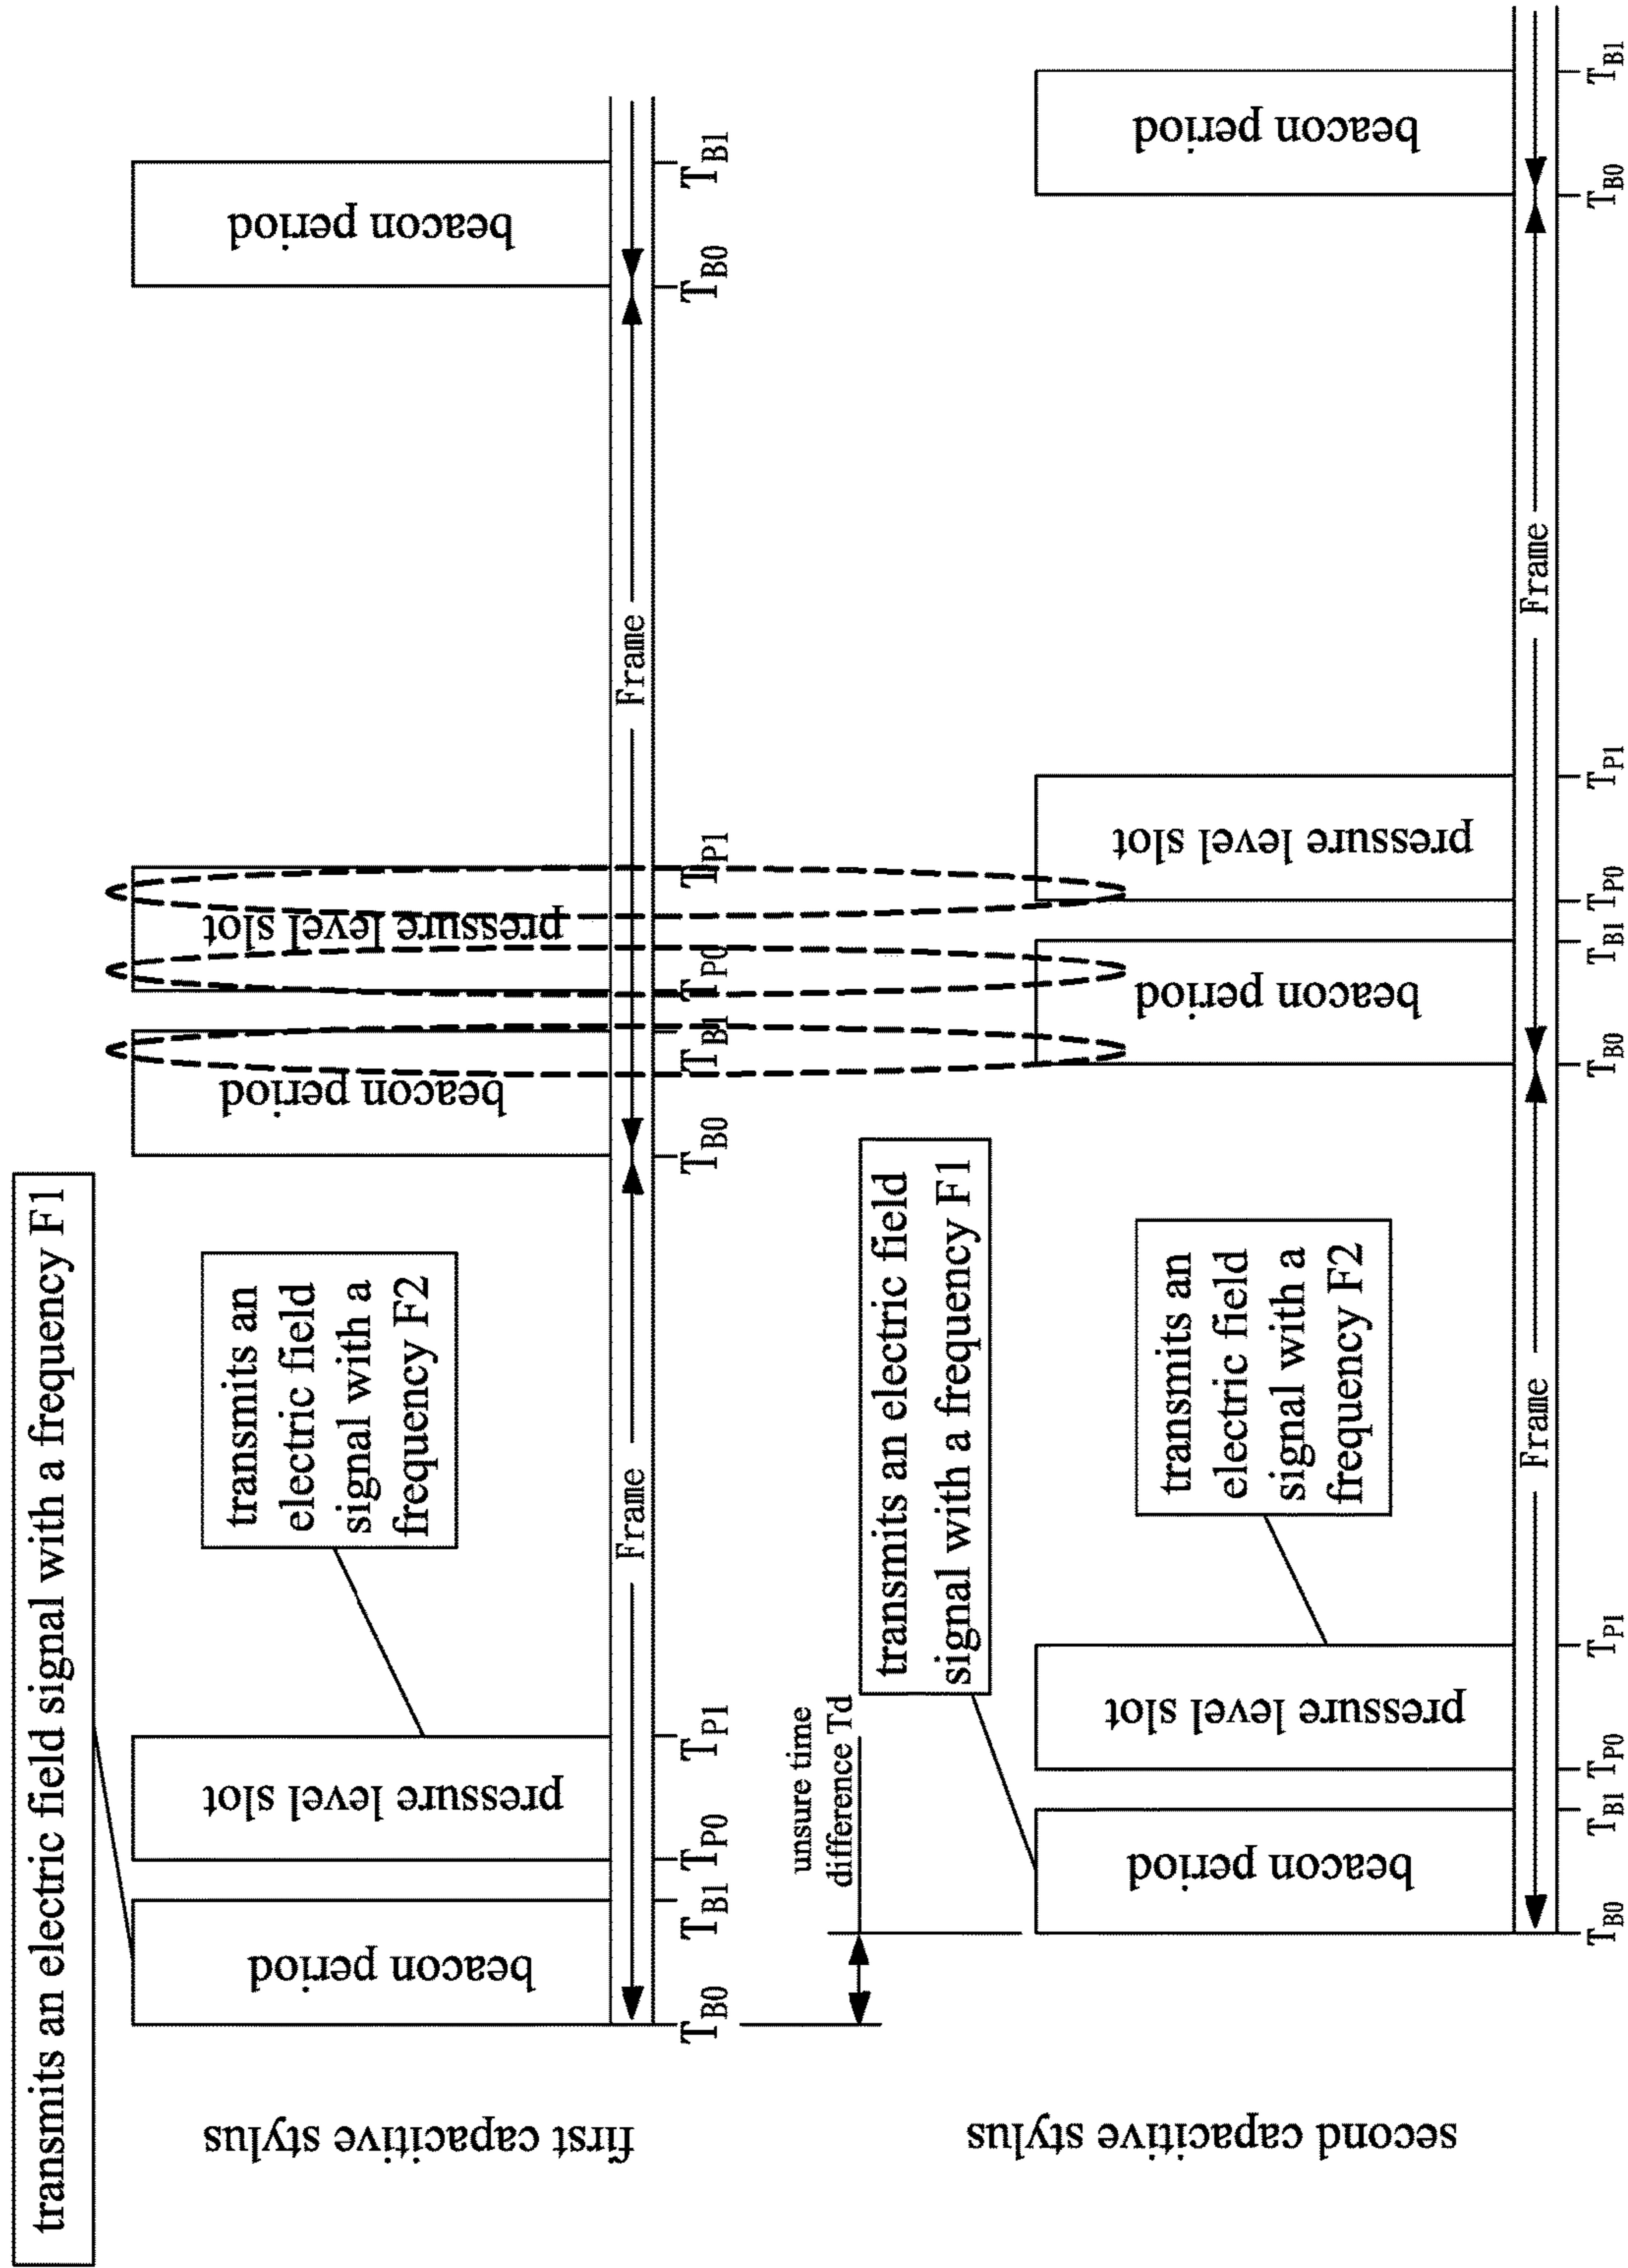 transmits an electric field signal with a frequency F1
transmits an
electric field
signal with a
frequency F2
first capacitive stylus
beacon period
pressure level slot
beacon period
pressure level slot
beacon period
Frame
Frame
TB0
TB1
TP0
TP1
TB0
TB1
TP0
TP1
TB0
TB1
unsure time
difference Td
transmits an electric field
signal with a frequency F1
transmits an
electric field
signal with a
frequency F2
second capacitive stylus
beacon period
pressure level slot
beacon period
pressure level slot
beacon period
Frame
Frame
TB0
TB1
TP0
TP1
TB0
TB1
TP0
TP1
TB0
TB1